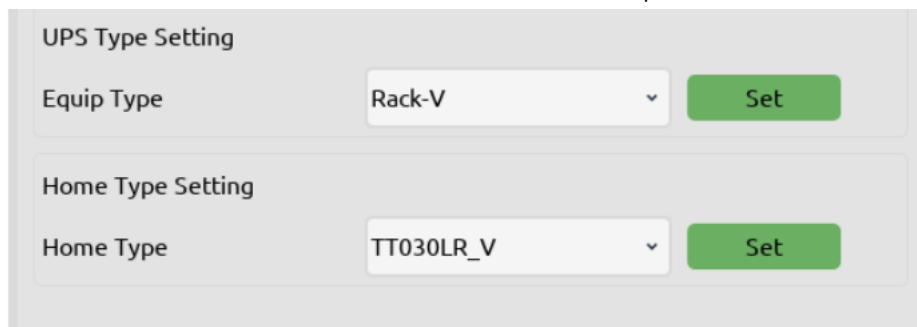 UPS Type Setting
Equip Type Rack-V Set
Home Type Setting
Home Type TT030LR_V Set